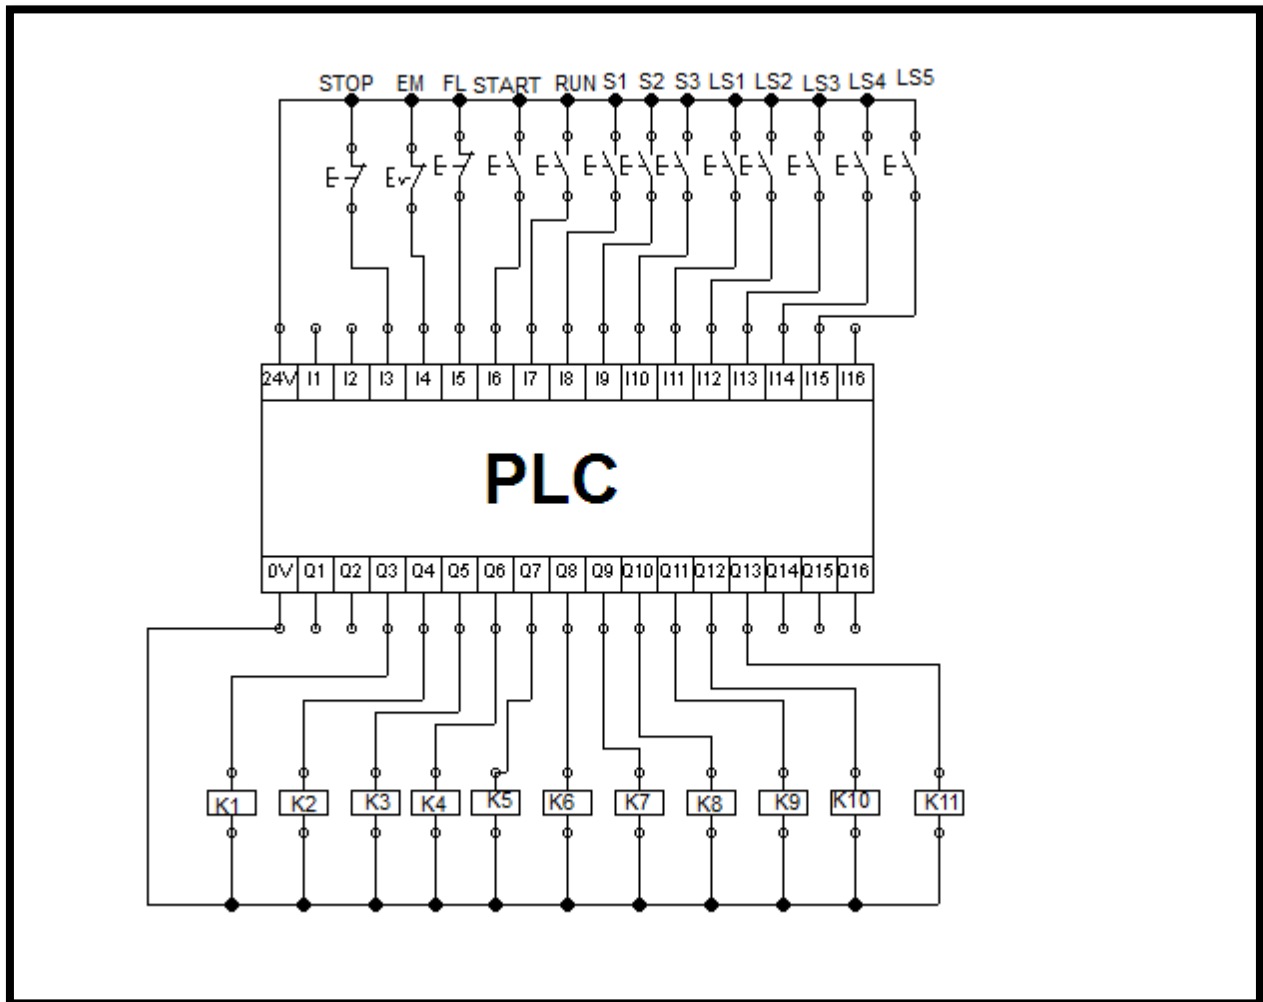 STOP EM FL START RUN S1 S2 S3 LS1 LS2 LS3 LS4 LS5
24V I1 I2 I3 I4 I5 I6 I7 I8 I9 I10 I11 I12 I13 I14 I15 I16
PLC
0V Q1 Q2 Q3 Q4 Q5 Q6 Q7 Q8 Q9 Q10 Q11 Q12 Q13 Q14 Q15 Q16
K1 K2 K3 K4 K5 K6 K7 K8 K9 K10 K11